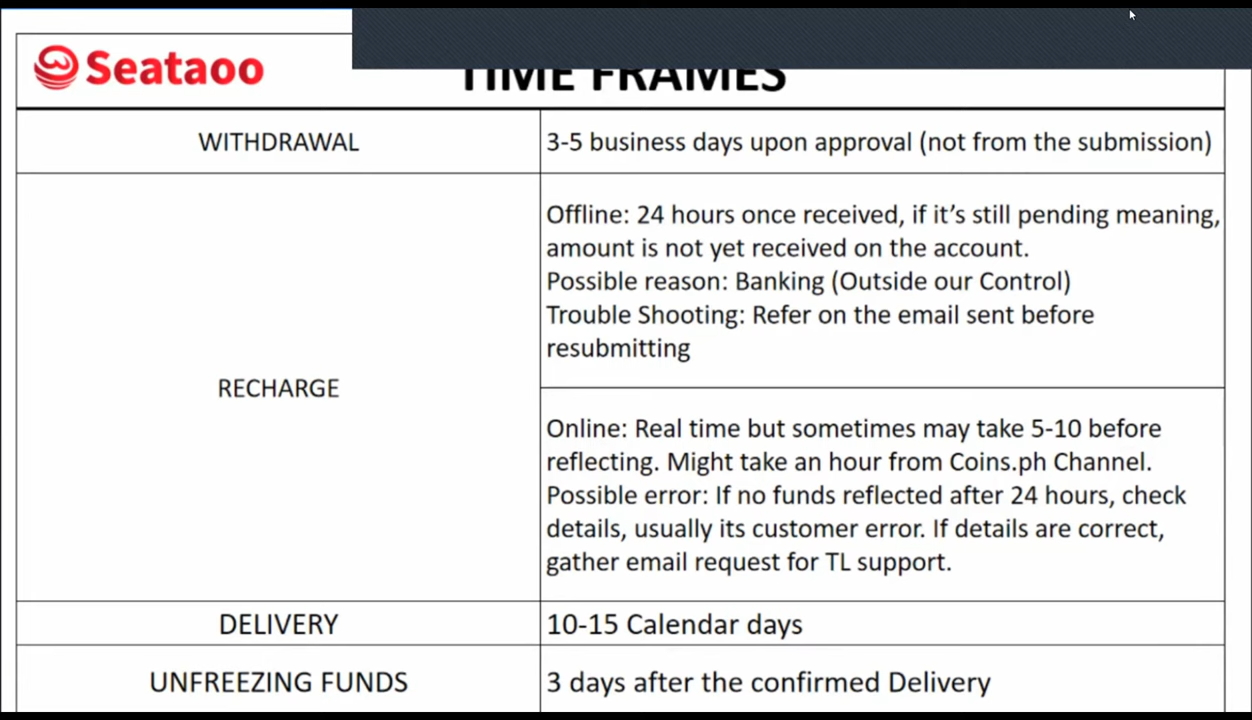 Seataoo
TIME FRAMES
WITHDRAWAL
3-5 business days upon approval (not from the submission)
RECHARGE
Offline: 24 hours once received, if it’s still pending meaning,
amount is not yet received on the account.
Possible reason: Banking (Outside our Control)
Trouble Shooting: Refer on the email sent before
resubmitting
Online: Real time but sometimes may take 5-10 before
reflecting. Might take an hour from Coins.ph Channel.
Possible error: If no funds reflected after 24 hours, check
details, usually its customer error. If details are correct,
gather email request for TL support.
DELIVERY
10-15 Calendar days
UNFREEZING FUNDS
3 days after the confirmed Delivery